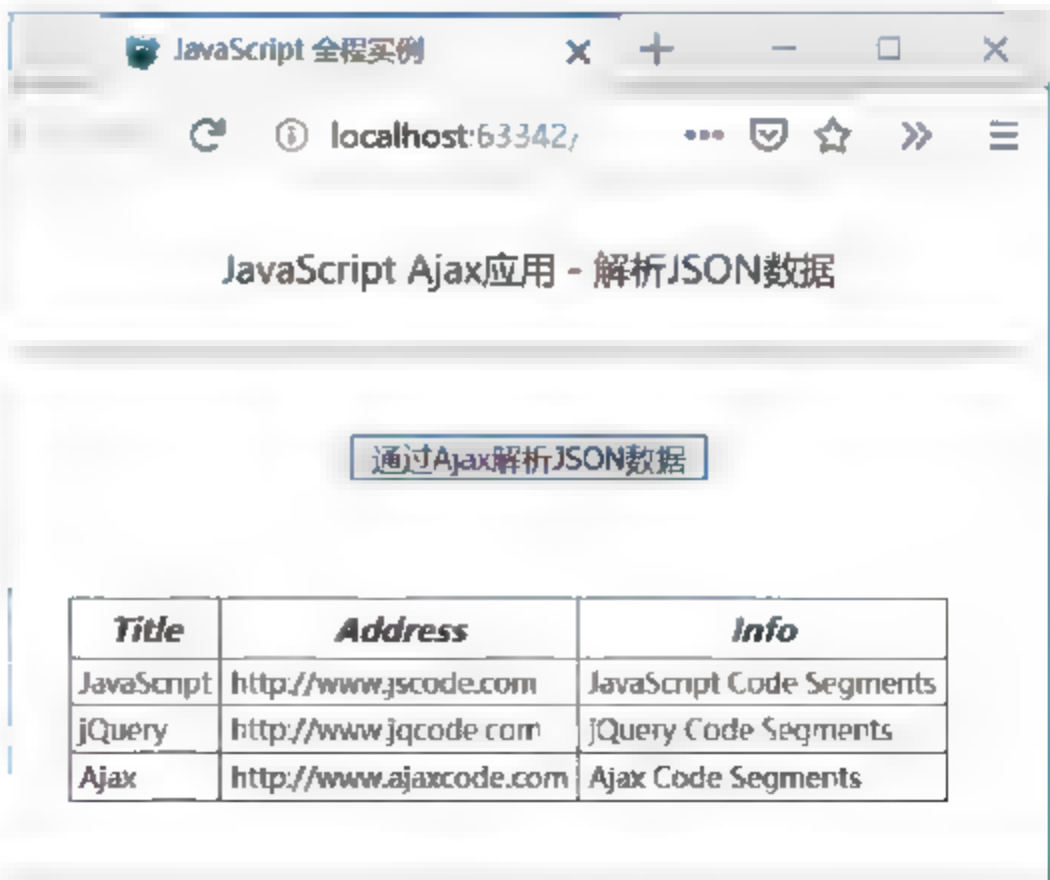 JavaScript 全程实例
localhost:63342/
JavaScript Ajax应用 - 解析JSON数据
通过Ajax解析JSON数据
Title Address Info
JavaScript http://www.jscode.com JavaScript Code Segments
jQuery http://www.jqcode.com jQuery Code Segments
Ajax http://www.ajaxcode.com Ajax Code Segments